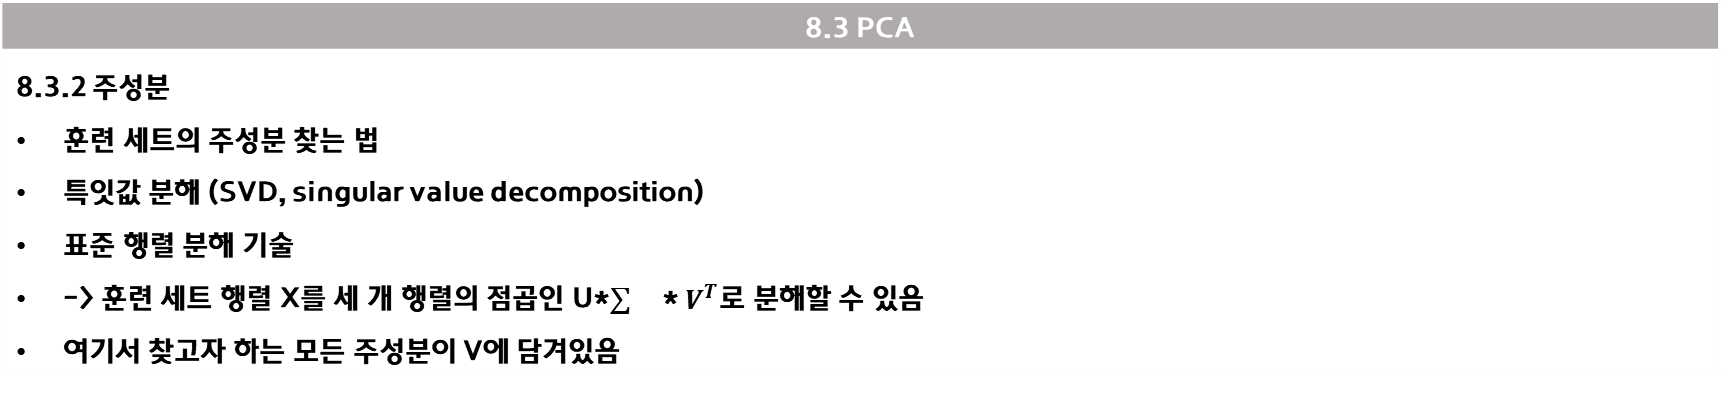 8.3 PCA
8.3.2 주성분
• 훈련 세트의 주성분 찾는 법
• 특잇값 분해 (SVD, singular value decomposition)
• 표준 행렬 분해 기술
• -> 훈련 세트 행렬 X를 세 개 행렬의 점곱인 U*∑ * V^T로 분해할 수 있음
• 여기서 찾고자 하는 모든 주성분이 V에 담겨있음